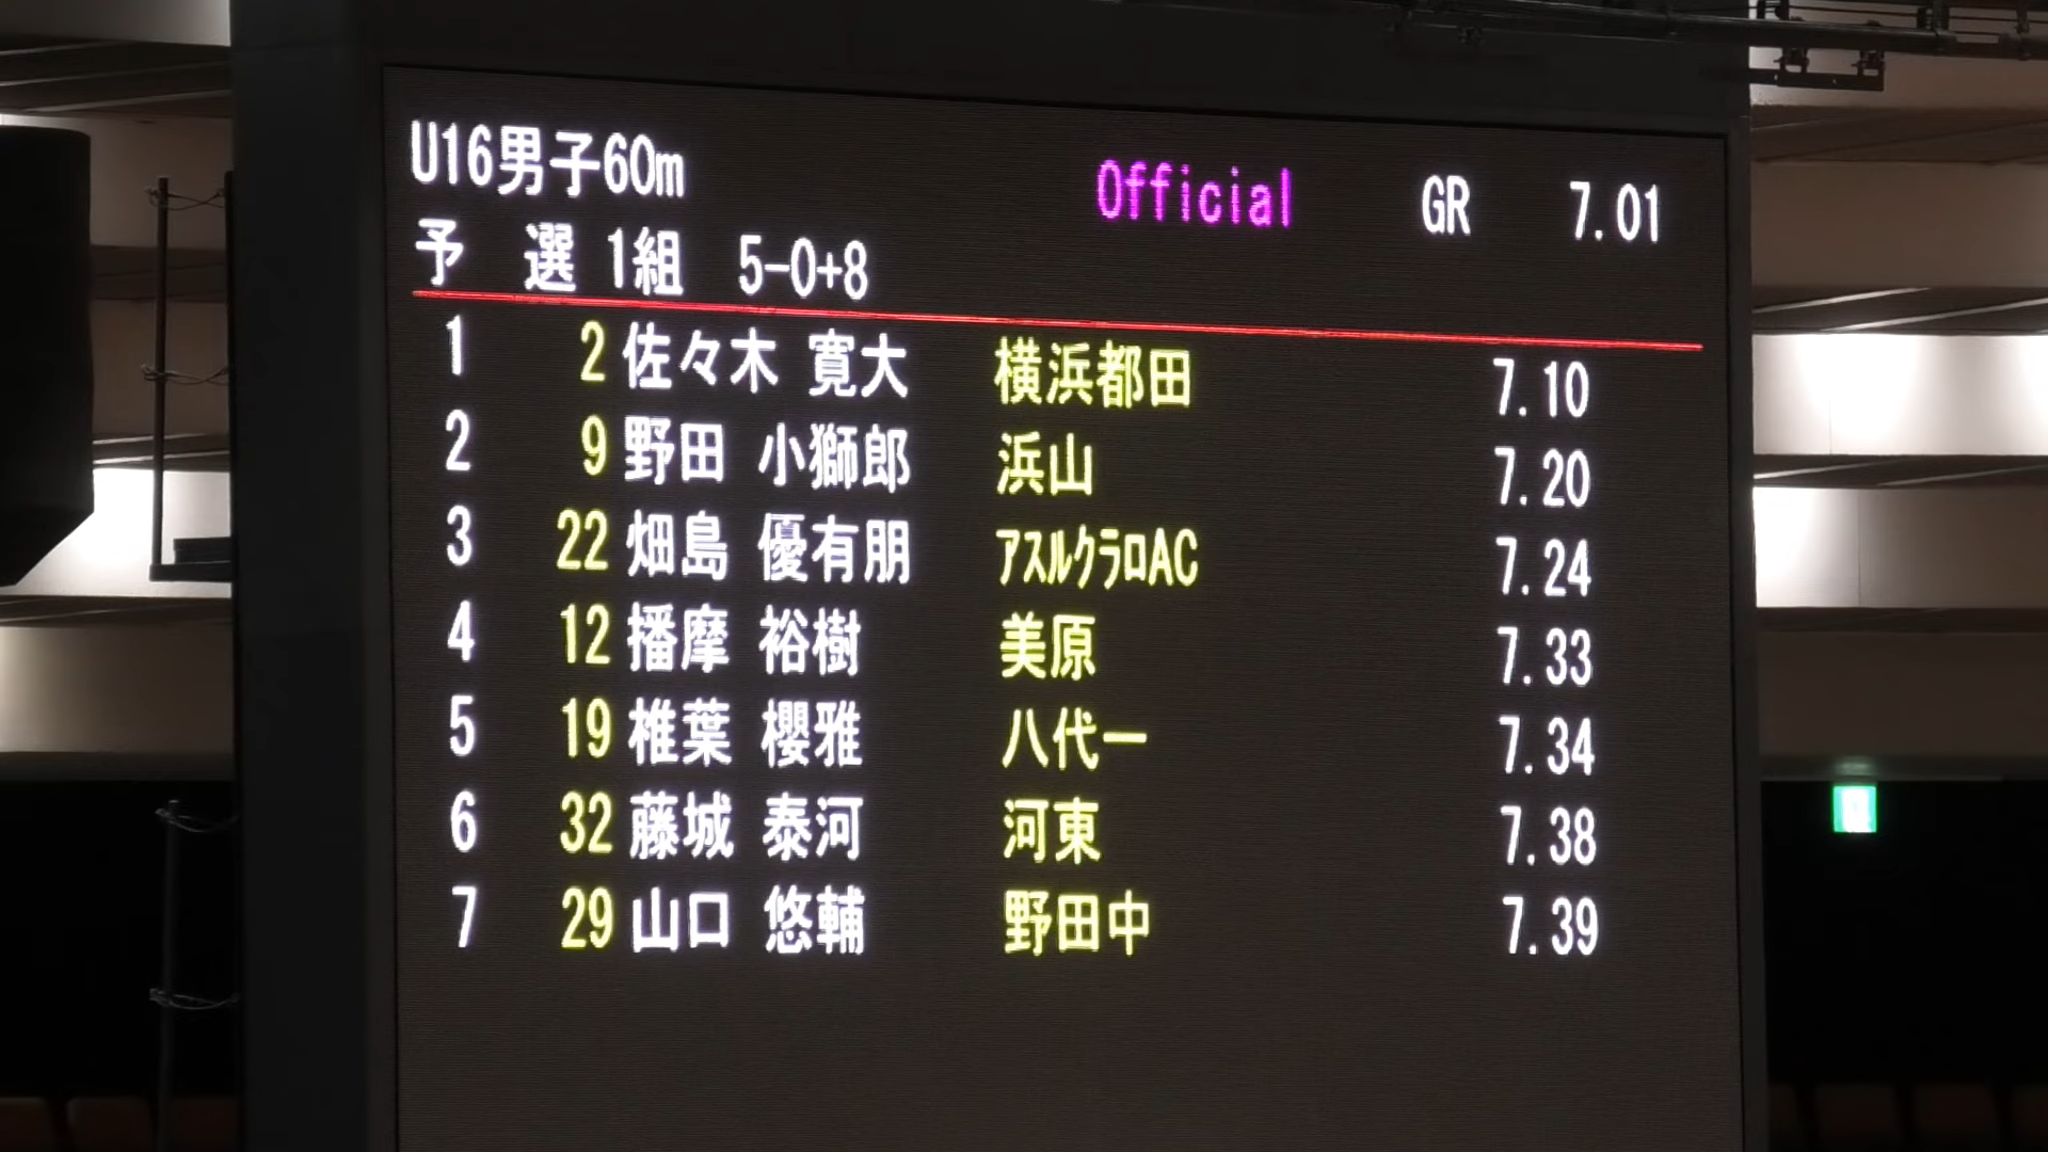 U16男子60m Official GR 7.01
予 選 1組 5-0+8
1 2 佐々木 寛大 横浜都田 7.10
2 9 野田 小獅郎 浜山 7.20
3 22 畑島 優有朋 ｱｽﾙｸﾗﾛAC 7.24
4 12 播摩 裕樹 美原 7.33
5 19 椎葉 櫻雅 八代一 7.34
6 32 藤城 泰河 河東 7.38
7 29 山口 悠輔 野田中 7.39